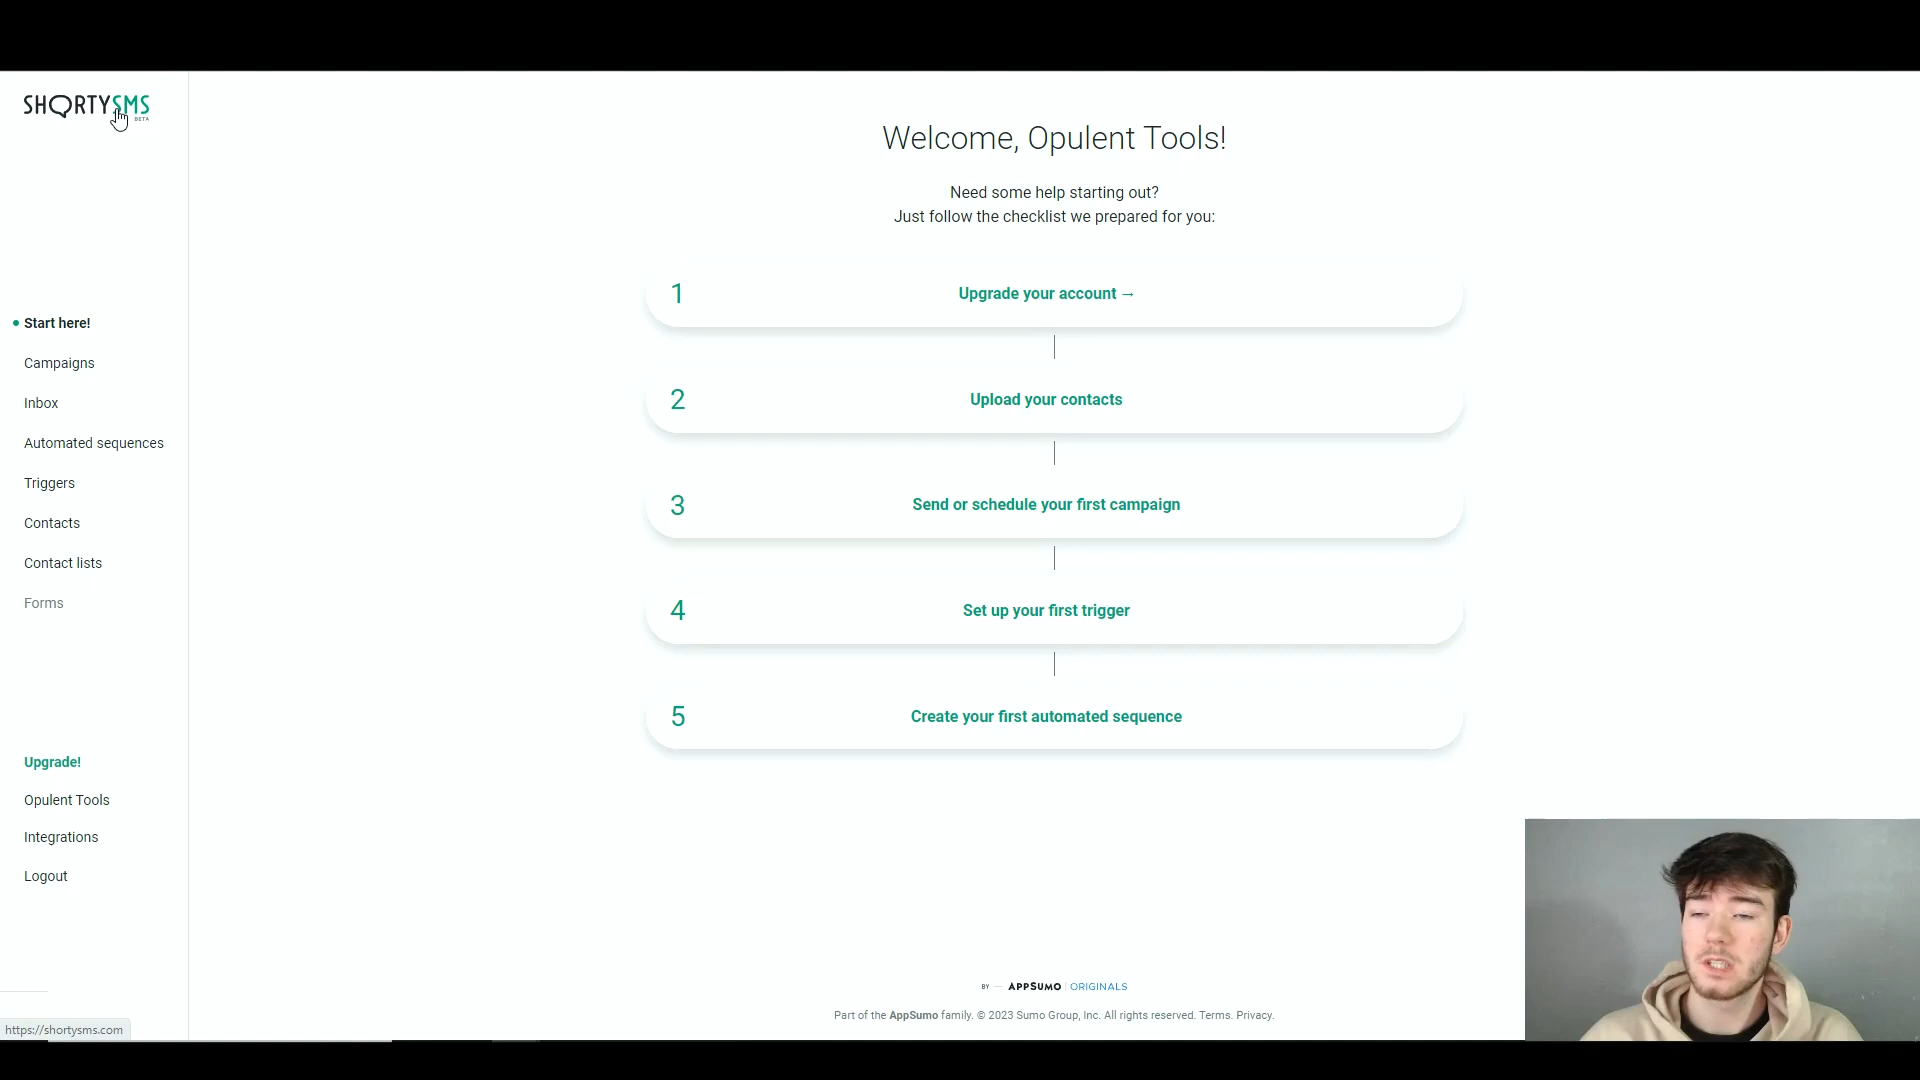 SHORTYSMS
BETA
Start here!
Campaigns
Inbox
Automated sequences
Triggers
Contacts
Contact lists
Forms
Upgrade!
Opulent Tools
Integrations
Logout
https://shortysms.com
Welcome, Opulent Tools!
Need some help starting out?
Just follow the checklist we prepared for you:
1 Upgrade your account →
2 Upload your contacts
3 Send or schedule your first campaign
4 Set up your first trigger
5 Create your first automated sequence
BY — APPSUMO | ORIGINALS
Part of the AppSumo family. © 2023 Sumo Group, Inc. All rights reserved. Terms. Privacy.